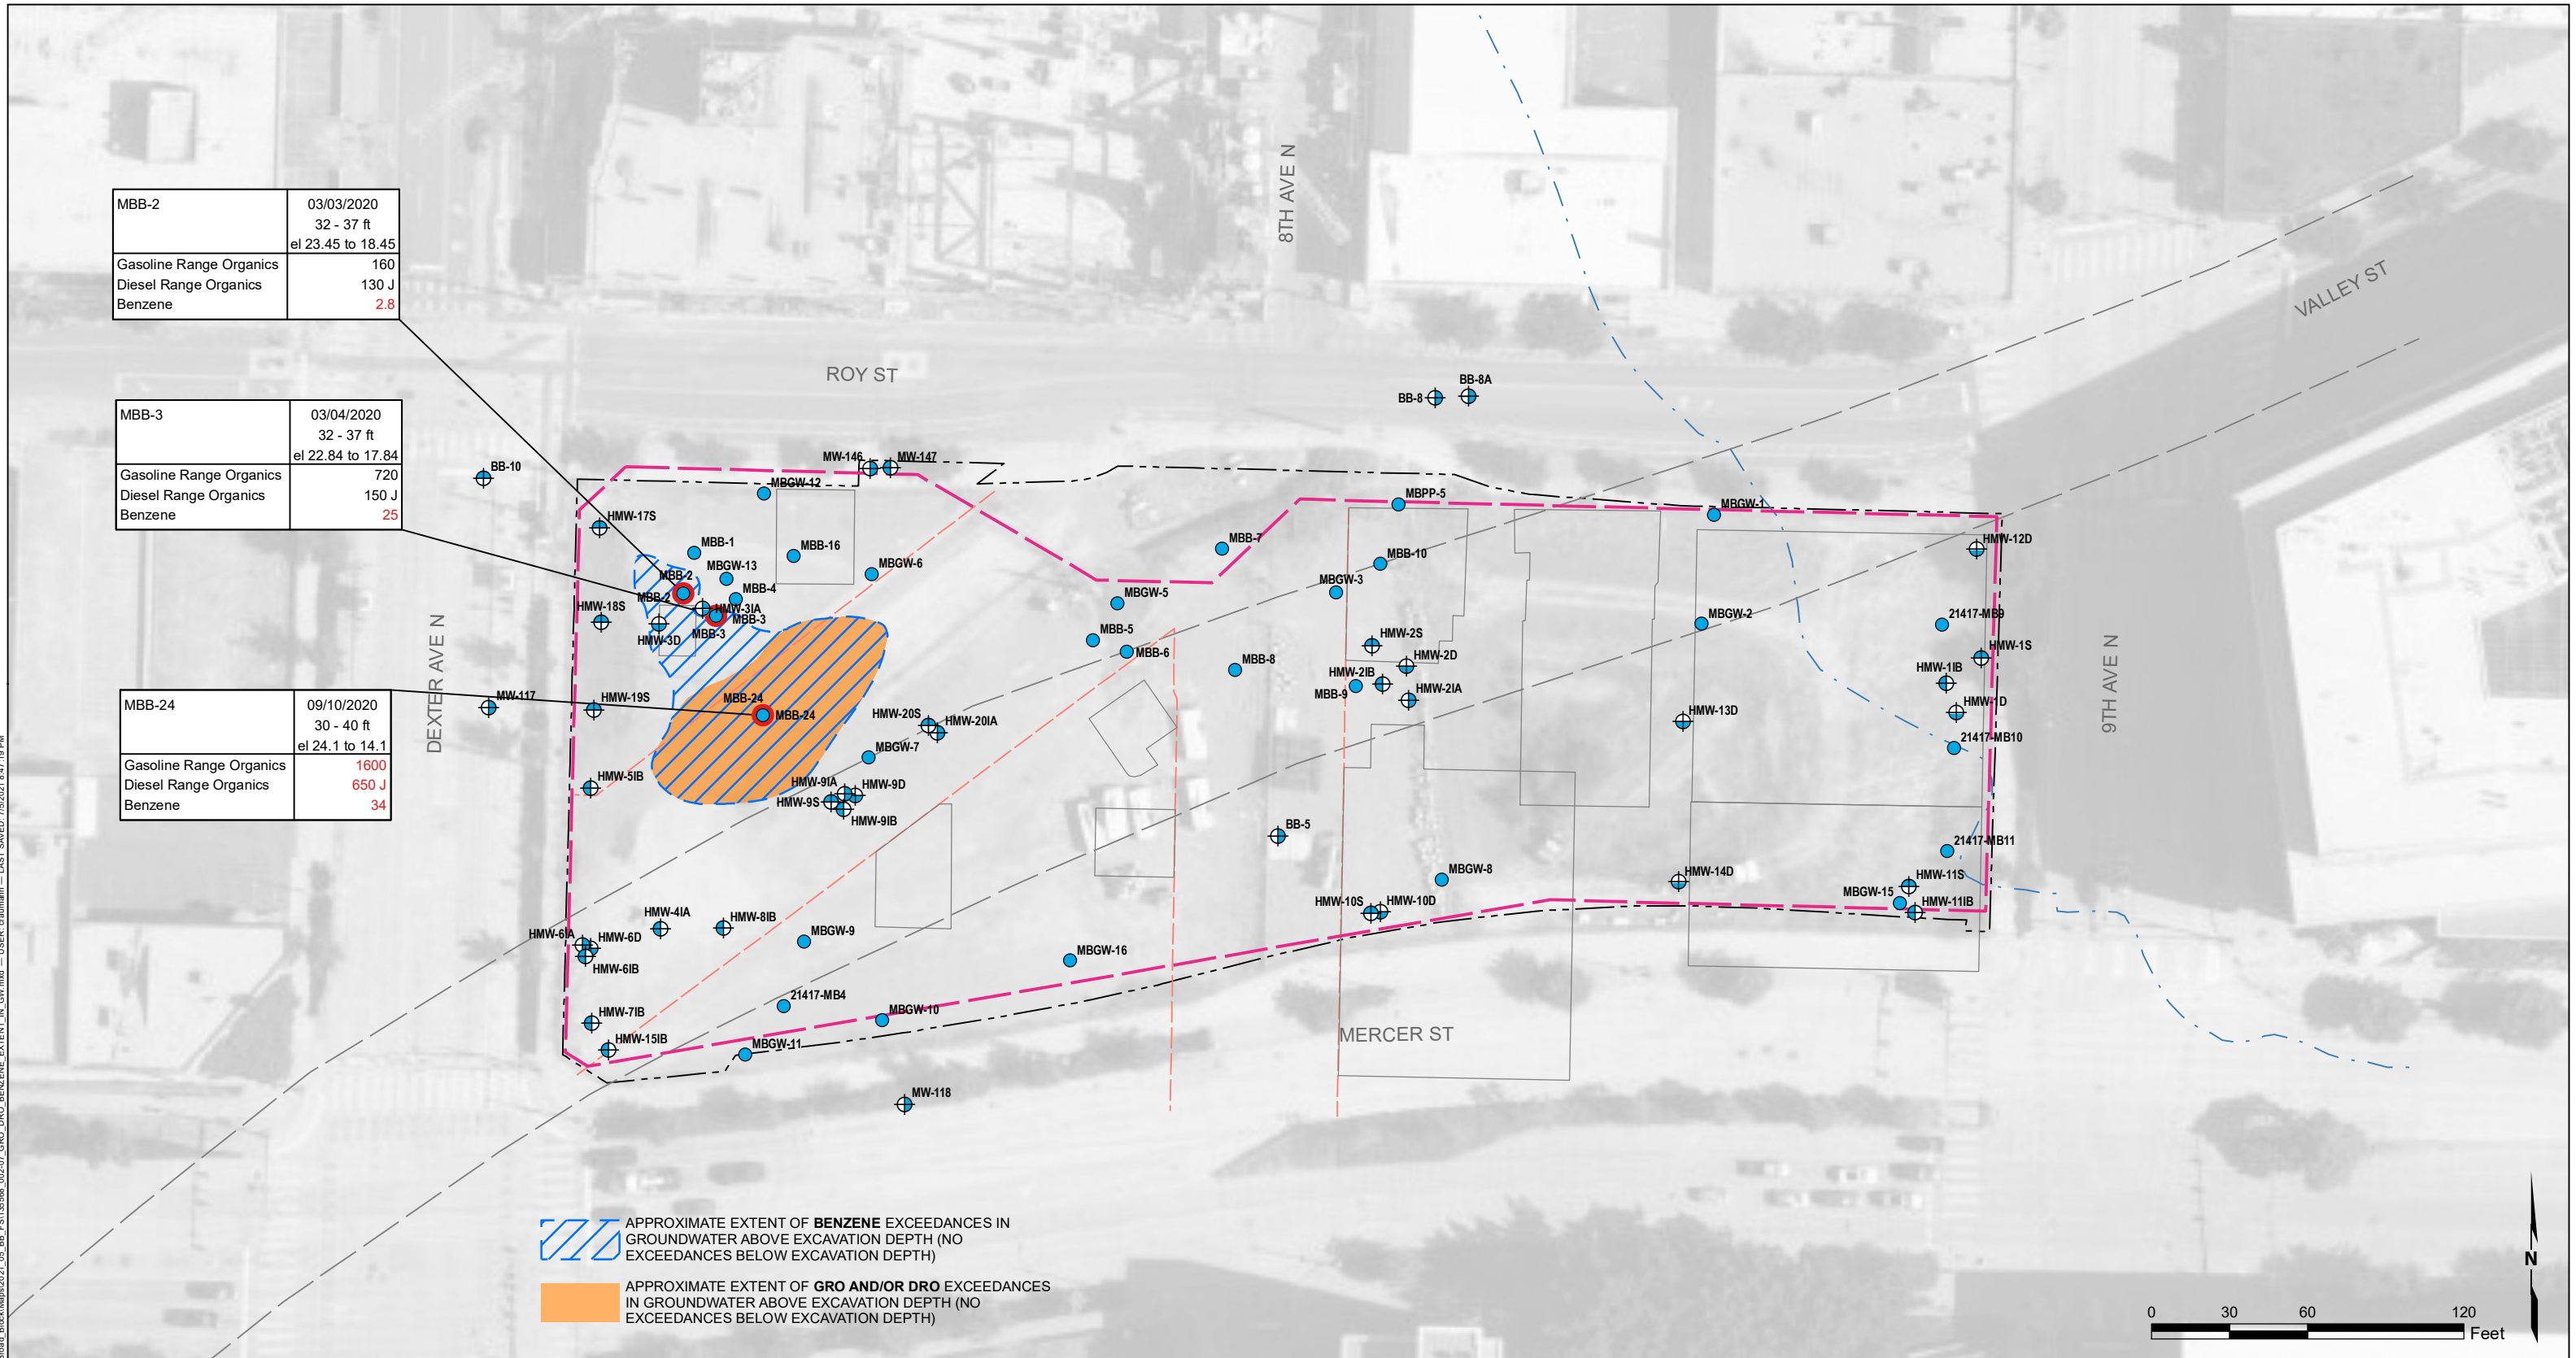 8TH AVE N
VALLEY ST
MBB-2 03/03/2020
32 - 37 ft
el 23.45 to 18.45
Gasoline Range Organics 160
Diesel Range Organics 130 J
Benzene 2.8
ROY ST
MBB-3 03/04/2020
32 - 37 ft
el 22.84 to 17.84
Gasoline Range Organics 720
Diesel Range Organics 150 J
Benzene 25
MBB-24 09/10/2020
30 - 40 ft
el 24.1 to 14.1
Gasoline Range Organics 1600
Diesel Range Organics 650 J
Benzene 34
DEXTER AVE N
9TH AVE N
MERCER ST
BB-8A
BB-8
BB-10
MW-146
MW-147
MBGW-12
MBPP-5
MBGW-1
HMW-17S
MBB-1
MBB-16
MBGW-6
MBB-7
MBB-10
HMW-12D
MBGW-13
MBB-2
MBB-2
MBB-4
HMW-3IA
MBB-3
MBB-3
HMW-18S
HMW-3D
MBGW-5
MBGW-3
MBGW-2
21417-MB9
MBB-5
MBB-6
MBB-8
HMW-2S
HMW-2D
HMW-2IB
MBB-9
HMW-2IA
HMW-1S
HMW-1IB
HMW-1D
MW-117
HMW-19S
MBB-24
MBB-24
HMW-20S
HMW-20IA
HMW-13D
21417-MB10
MBGW-7
HMW-5IB
HMW-9IA
HMW-9D
HMW-9S
HMW-9IB
BB-5
21417-MB11
MBGW-8
HMW-14D
HMW-11S
MBGW-15
HMW-11IB
HMW-10S
HMW-10D
HMW-4IA
HMW-8IB
MBGW-9
HMW-6IA
HMW-6D
HMW-6IB
MBGW-16
21417-MB4
MBGW-10
HMW-7IB
HMW-15IB
MBGW-11
MW-118
APPROXIMATE EXTENT OF BENZENE EXCEEDANCES IN
GROUNDWATER ABOVE EXCAVATION DEPTH (NO
EXCEEDANCES BELOW EXCAVATION DEPTH)
APPROXIMATE EXTENT OF GRO AND/OR DRO EXCEEDANCES
IN GROUNDWATER ABOVE EXCAVATION DEPTH (NO
EXCEEDANCES BELOW EXCAVATION DEPTH)
N
0 30 60 120
Feet